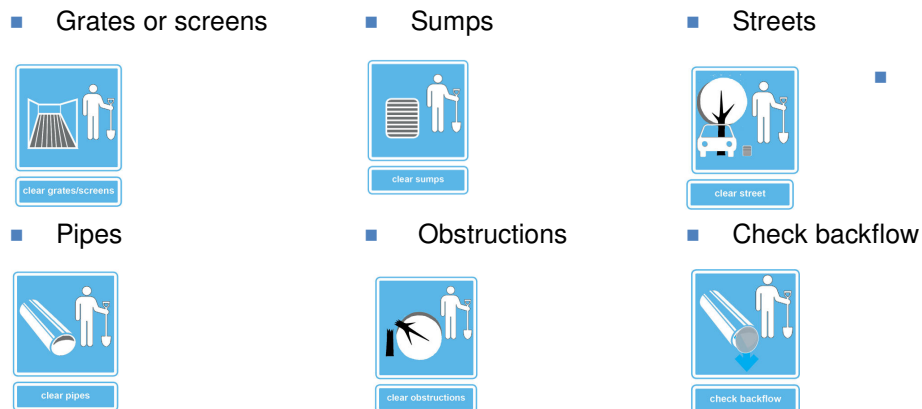 Grates or screens
Sumps
Streets
clear grates/screens
clear sumps
clear street
Pipes
Obstructions
Check backflow
clear pipes
clear obstructions
check backflow